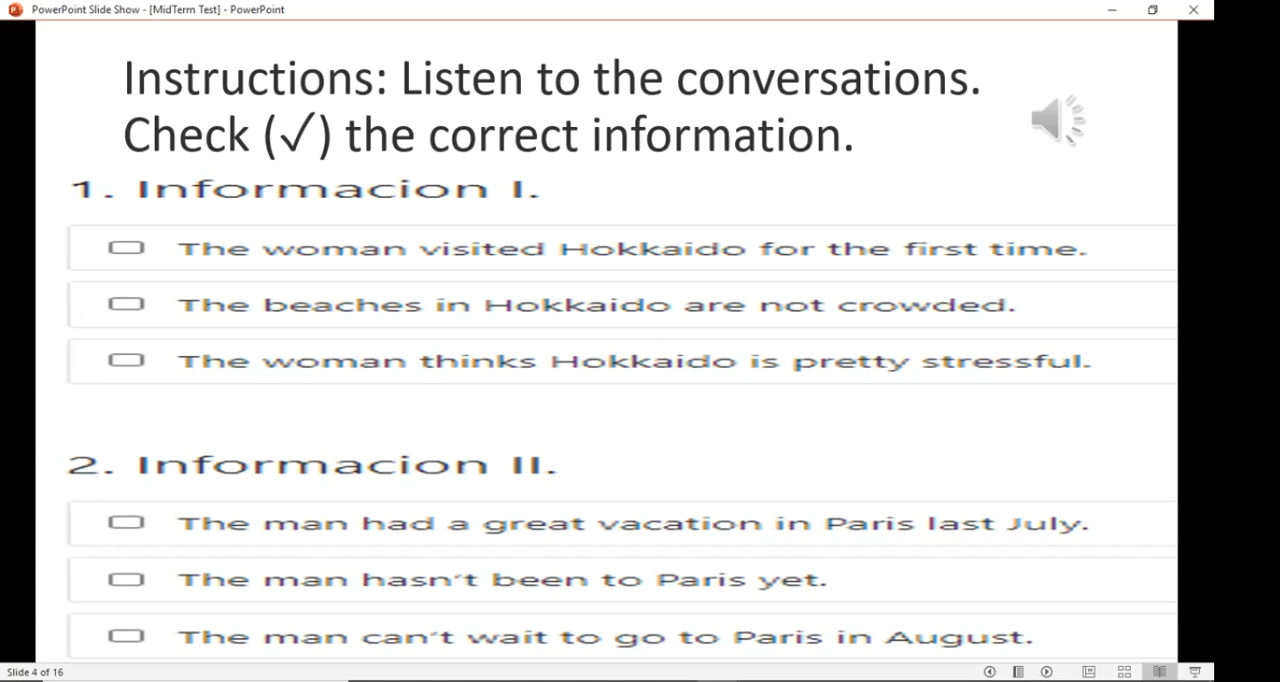 PowerPoint Slide Show - [MidTerm Test] - PowerPoint
Instructions: Listen to the conversations.
Check (✓) the correct information.
1. Informacion I.
The woman visited Hokkaido for the first time.
The beaches in Hokkaido are not crowded.
The woman thinks Hokkaido is pretty stressful.
2. Informacion II.
The man had a great vacation in Paris last July.
The man hasn't been to Paris yet.
The man can't wait to go to Paris in August.
Slide 4 of 16